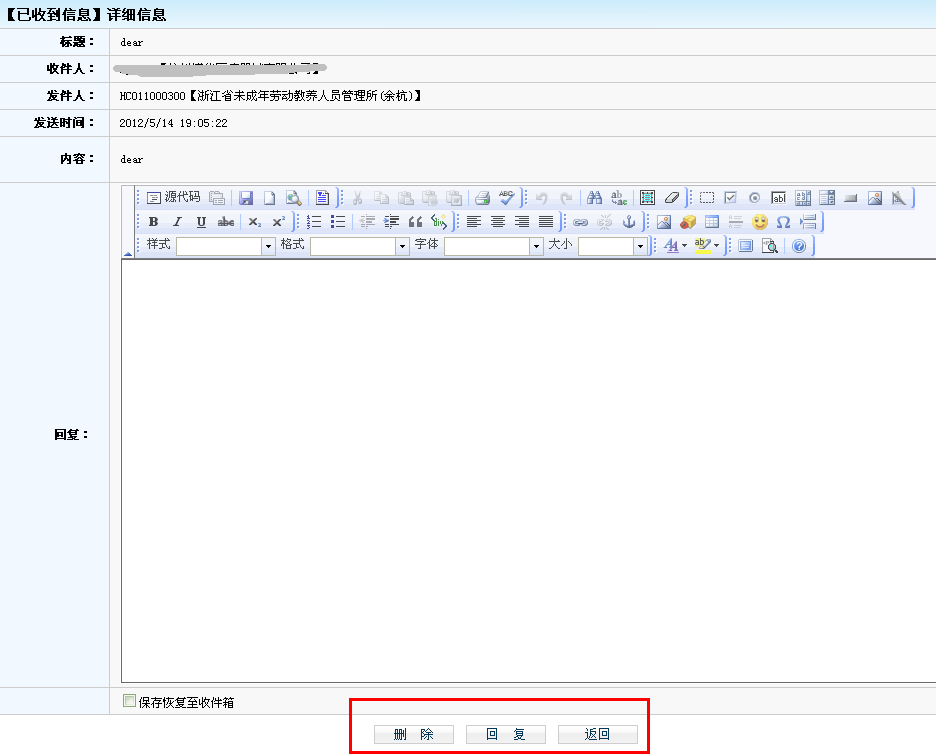 【已收到信息】详细信息
标题： dear
收件人：
发件人： HC011000300【浙江省未成年劳动教养人员管理所(余杭)】
发送时间： 2012/5/14 19:05:22
内容： dear
源代码
样式 格式 字体 大小
回复：
保存恢复至收件箱
删 除 回 复 返回